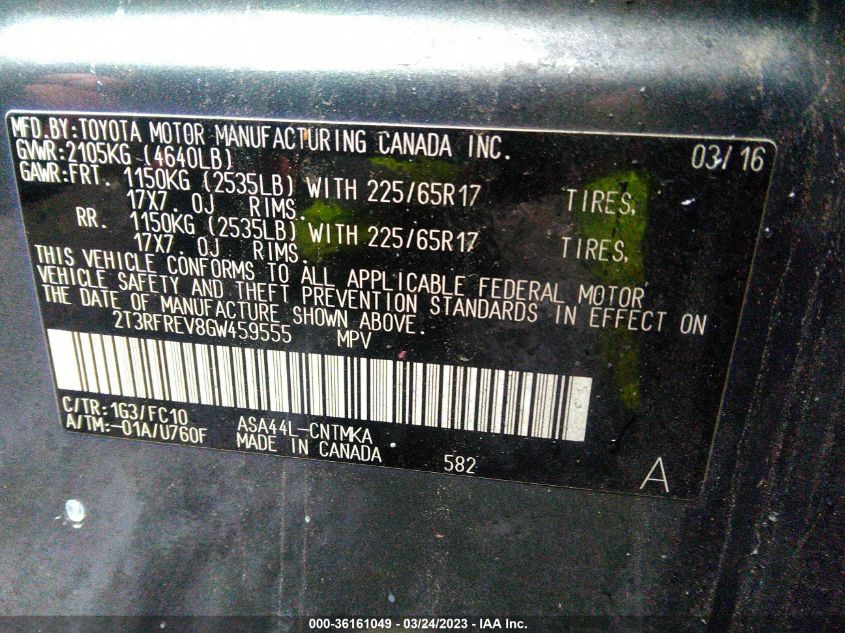 MFD.BY:TOYOTA MOTOR MANUFACTURING CANADA INC. 03/16
GVWR:2105KG (4640LB)
GAWR:FRT. 1150KG (2535LB) WITH 225/65R17 TIRES,
17X7.0J RIMS.
RR. 1150KG (2535LB) WITH 225/65R17 TIRES,
17X7.0J RIMS.
THIS VEHICLE CONFORMS TO ALL APPLICABLE FEDERAL MOTOR
VEHICLE SAFETY AND THEFT PREVENTION STANDARDS IN EFFECT ON
THE DATE OF MANUFACTURE SHOWN ABOVE.
2T3RFREV8GW459555 MPV
C/TR:1G3/FC10 ASA44L-CNTMKA
A/TM:-01A/U760F MADE IN CANADA 582 A
000-36161049 - 03/24/2023 - IAA Inc.